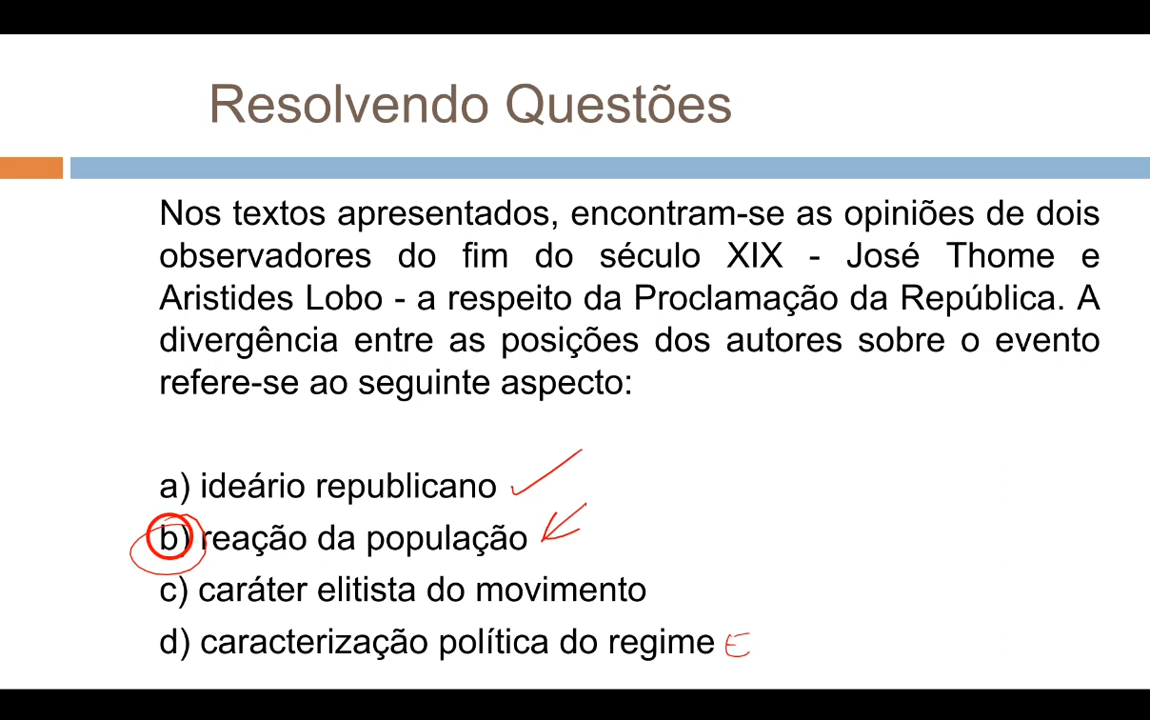 Resolvendo Questões
Nos textos apresentados, encontram-se as opiniões de dois
observadores do fim do século XIX - José Thome e
Aristides Lobo - a respeito da Proclamação da República. A
divergência entre as posições dos autores sobre o evento
refere-se ao seguinte aspecto:
a) ideário republicano
b) reação da população
c) caráter elitista do movimento
d) caracterização política do regime E